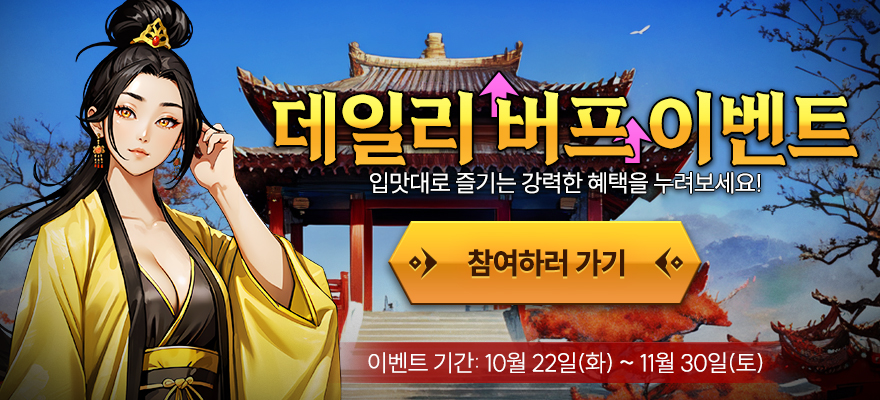 데일리 버프 이벤트
입맛대로 즐기는 강력한 혜택을 누려보세요!
참여하러 가기
이벤트 기간: 10월 22일(화) ~ 11월 30일(토)